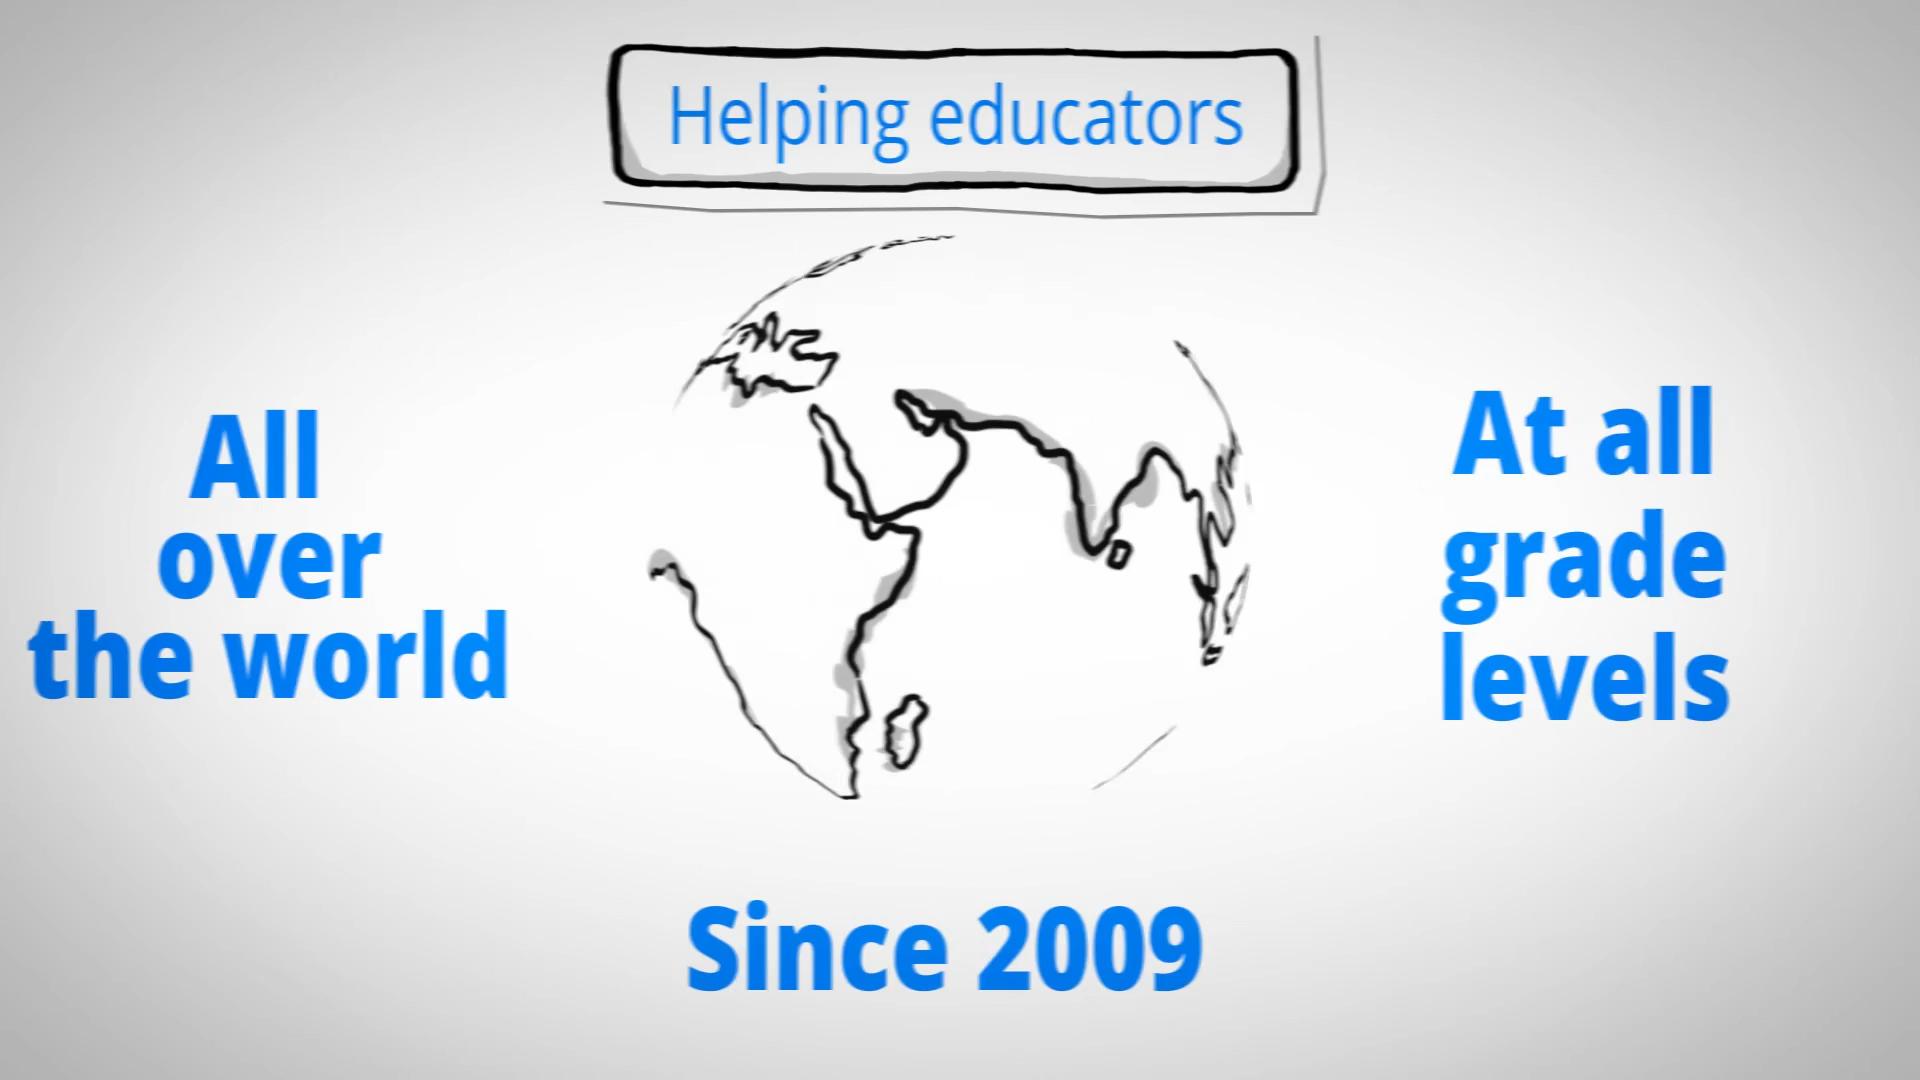 Helping educators
All
over
the world
At all
grade
levels
Since 2009